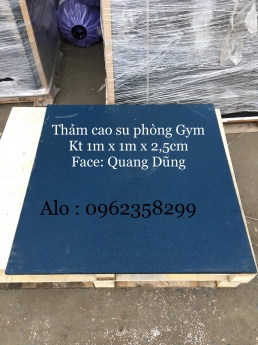 Thảm cao su phòng Gym
Kt 1m x 1m x 2,5cm
Face: Quang Dũng
Alo : 0962358299